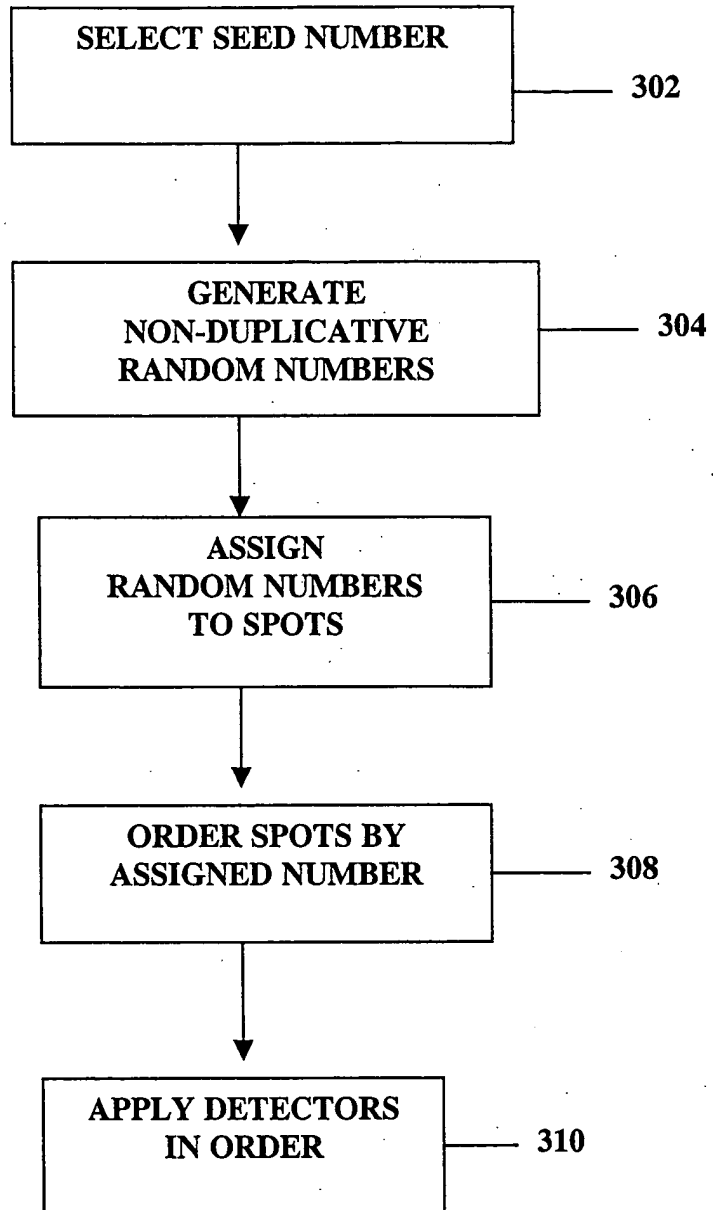 SELECT SEED NUMBER
302
GENERATE
NON-DUPLICATIVE
RANDOM NUMBERS
304
ASSIGN
RANDOM NUMBERS
TO SPOTS
306
ORDER SPOTS BY
ASSIGNED NUMBER
308
APPLY DETECTORS
IN ORDER
310